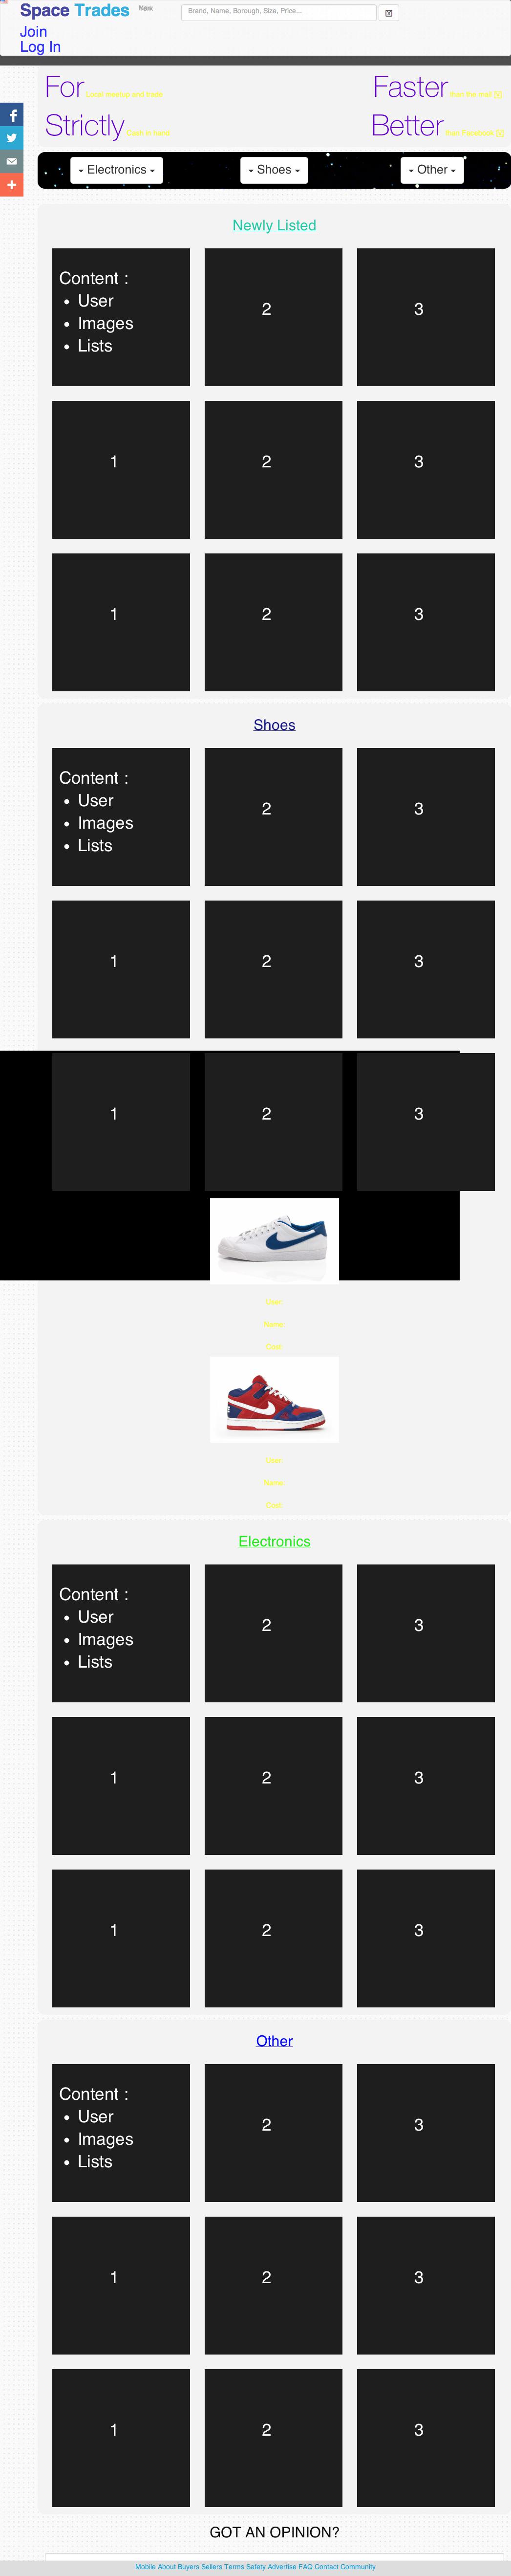 Space Trades
Brand, Name, Borough, Size, Price...
Join
Log In
For Local meetup and trade
Faster than the mail [x]
Strictly Cash in hand
Better than Facebook [x]
Electronics Shoes Other
Newly Listed
Content :
User
Images
Lists
2
3
1
2
3
1
2
3
Shoes
Content :
User
Images
Lists
2
3
1
2
3
1
2
3
User:
Name:
Cost:
User:
Name:
Cost:
Electronics
Content :
User
Images
Lists
2
3
1
2
3
1
2
3
Other
Content :
User
Images
Lists
2
3
1
2
3
1
2
3
GOT AN OPINION?
Mobile About Buyers Sellers Terms Safety Advertise FAQ Contact Community